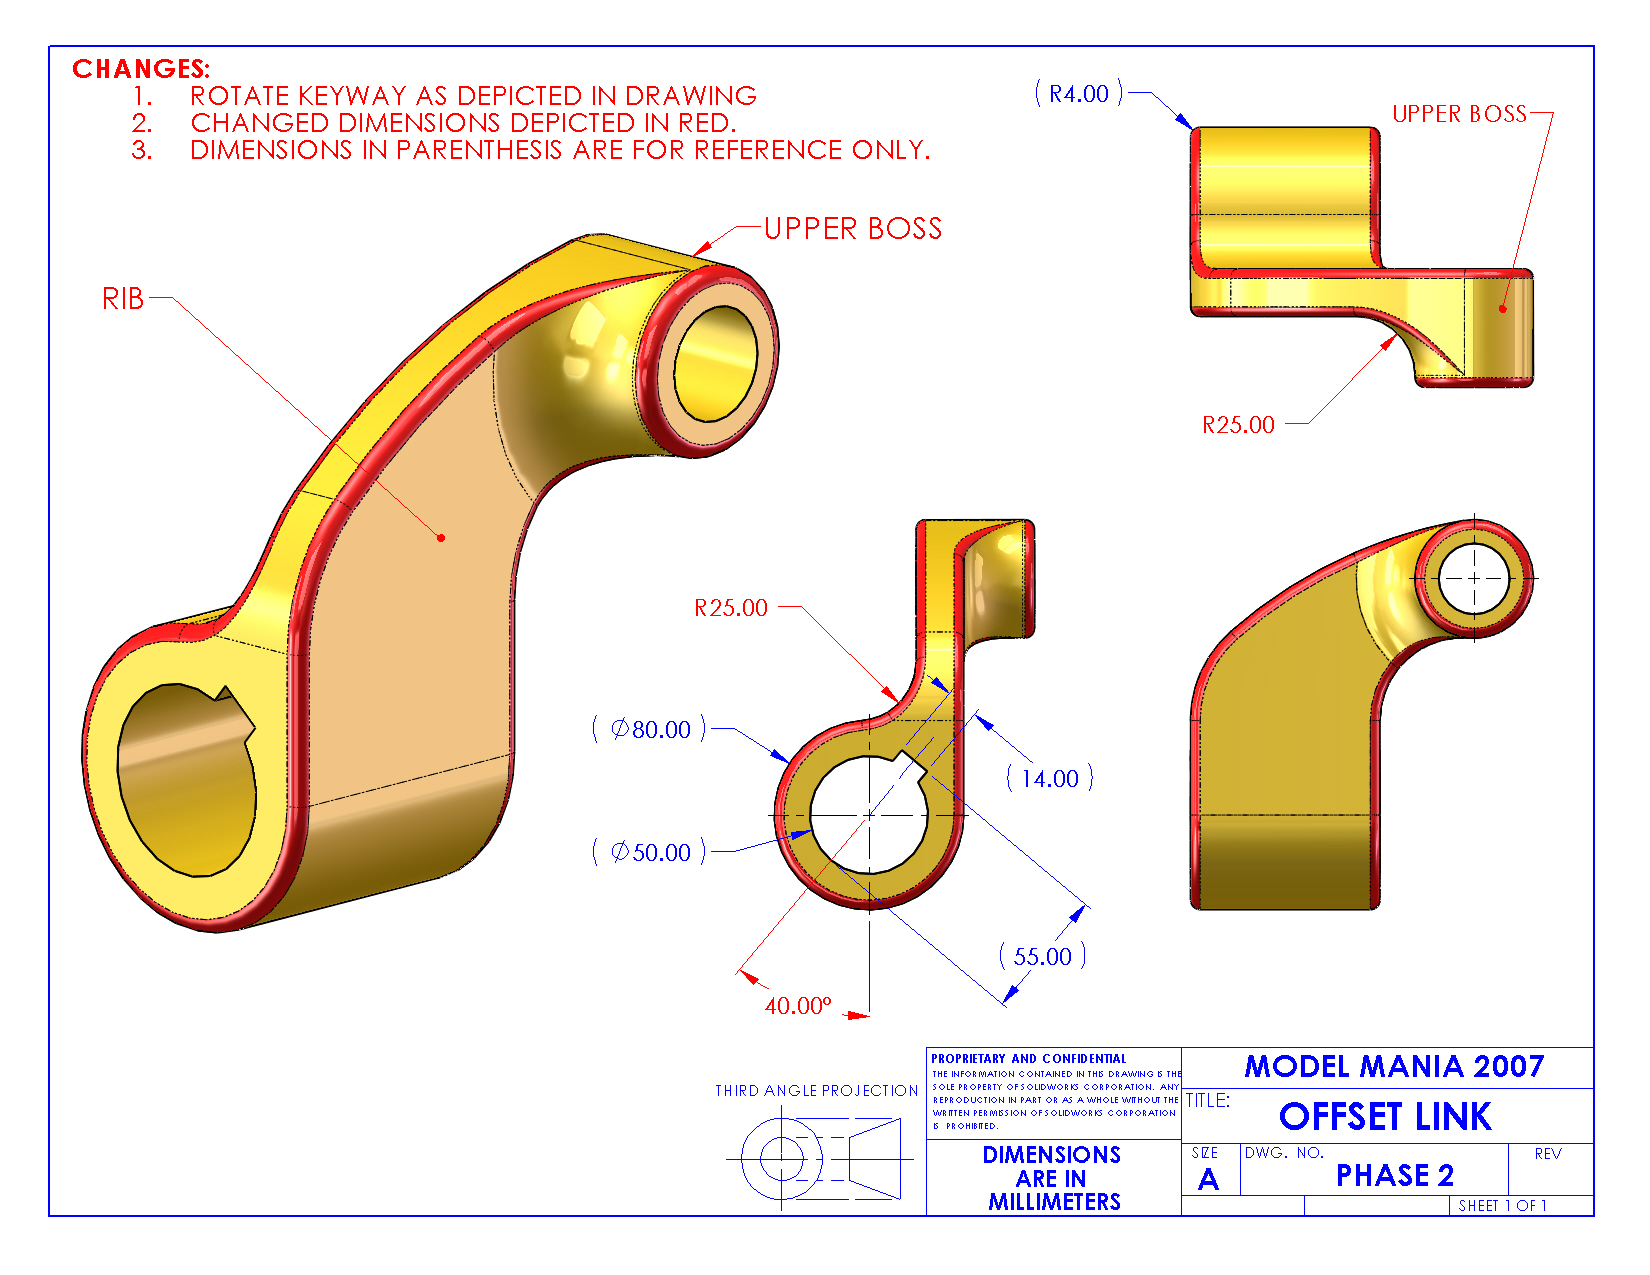 CHANGES:
1. ROTATE KEYWAY AS DEPICTED IN DRAWING
2. CHANGED DIMENSIONS DEPICTED IN RED.
3. DIMENSIONS IN PARENTHESIS ARE FOR REFERENCE ONLY.
( R4.00 )
UPPER BOSS
UPPER BOSS
RIB
R25.00
R25.00
( ∅80.00 )
( 14.00 )
( ∅50.00 )
( 55.00 )
40.00°
THIRD ANGLE PROJECTION
PROPRIETARY AND CONFIDENTIAL
THE INFORMATION CONTAINED IN THIS DRAWING IS THE
SOLE PROPERTY OF SOLIDWORKS CORPORATION. ANY
REPRODUCTION IN PART OR AS A WHOLE WITHOUT THE
WRITTEN PERMISSION OF SOLIDWORKS CORPORATION
IS PROHIBITED.
DIMENSIONS
ARE IN
MILLIMETERS
MODEL MANIA 2007
TITLE:
OFFSET LINK
SIZE
A
DWG. NO.
PHASE 2
REV
SHEET 1 OF 1